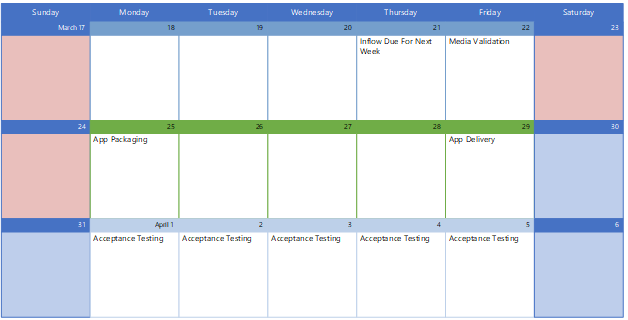 Sunday Monday Tuesday Wednesday Thursday Friday Saturday
March 17 18 19 20 21 22 23
Inflow Due For Next Media Validation
Week
24 25 26 27 28 29 30
App Packaging App Delivery
31 April 1 2 3 4 5 6
Acceptance Testing Acceptance Testing Acceptance Testing Acceptance Testing Acceptance Testing